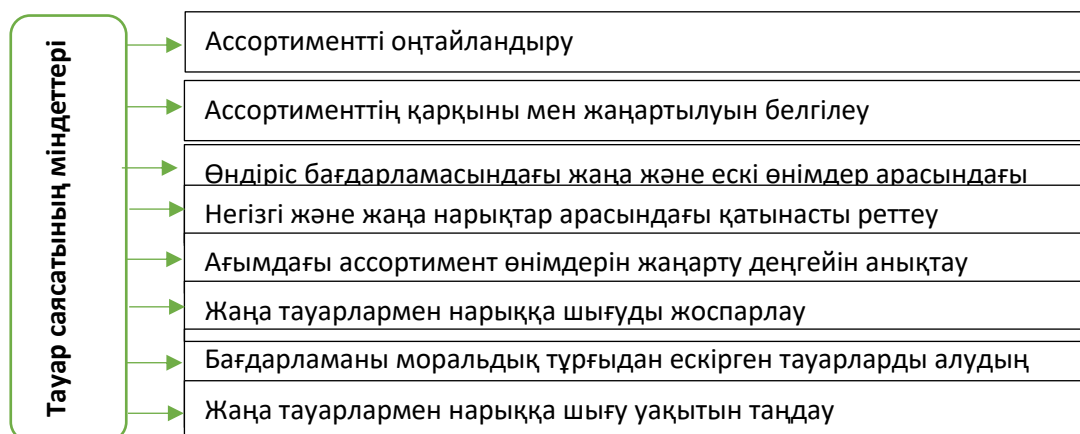 Тауар саясатының міндеттері
Ассортиментті оңтайландыру
Ассортименттің қарқыны мен жаңартылуын белгілеу
Өндіріс бағдарламасындағы жаңа және ескі өнімдер арасындағы
Негізгі және жаңа нарықтар арасындағы қатынасты реттеу
Ағымдағы ассортимент өнімдерін жаңарту деңгейін анықтау
Жаңа тауарлармен нарыққа шығуды жоспарлау
Бағдарламаны моральдық тұрғыдан ескірген тауарларды алудың
Жаңа тауарлармен нарыққа шығу уақытын таңдау